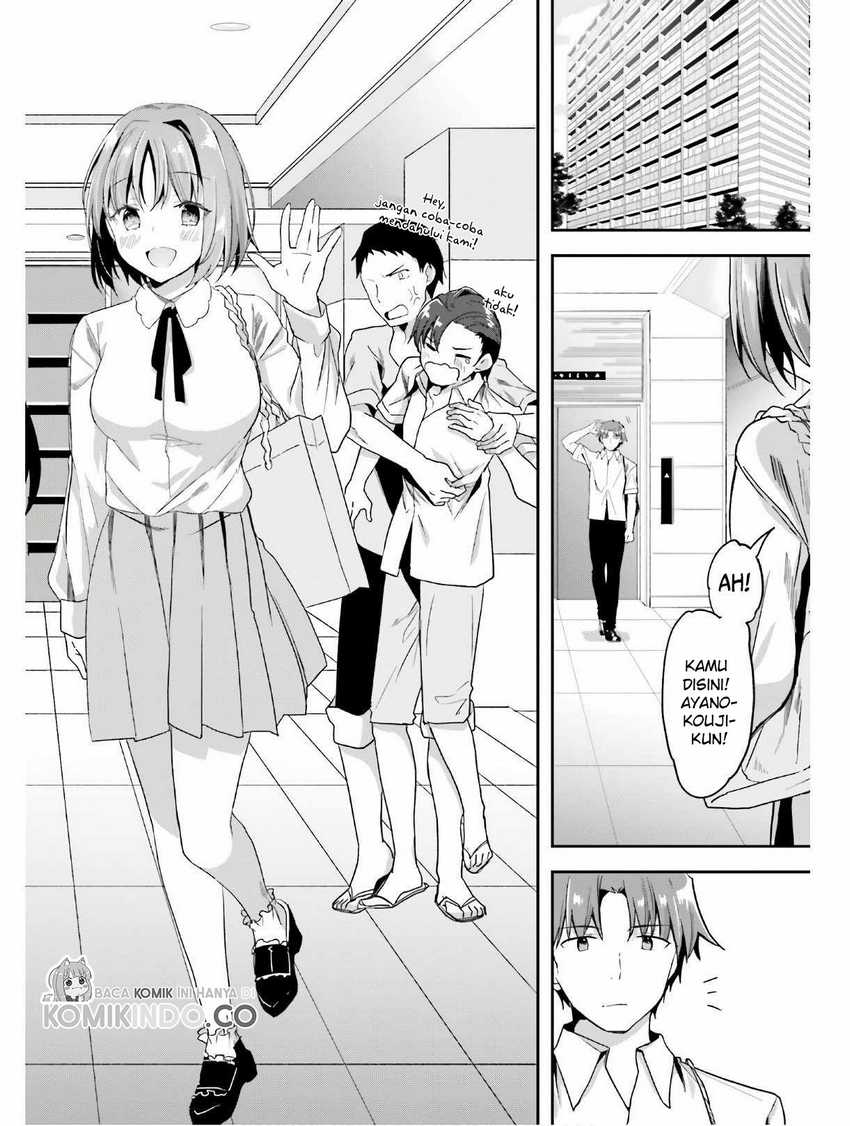 AH!
KAMU
DISINI!
AYANO-
KOUJI-
KUN!
Hey,
jangan coba-coba
mendahului kami!
aku
tidak!
BACA KOMIK INI HANYA DI
KOMIKINDO.CO